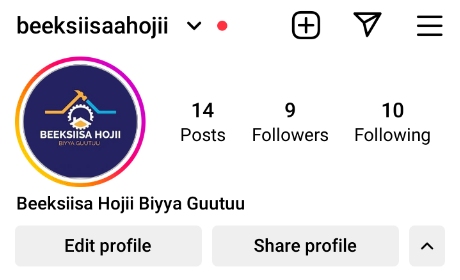 beeksiisaahojii
BEEKSIISA HOJII
BIYYA GUUTUU
14 9 10
Posts Followers Following
Beeksiisa Hojii Biyya Guutuu
Edit profile Share profile